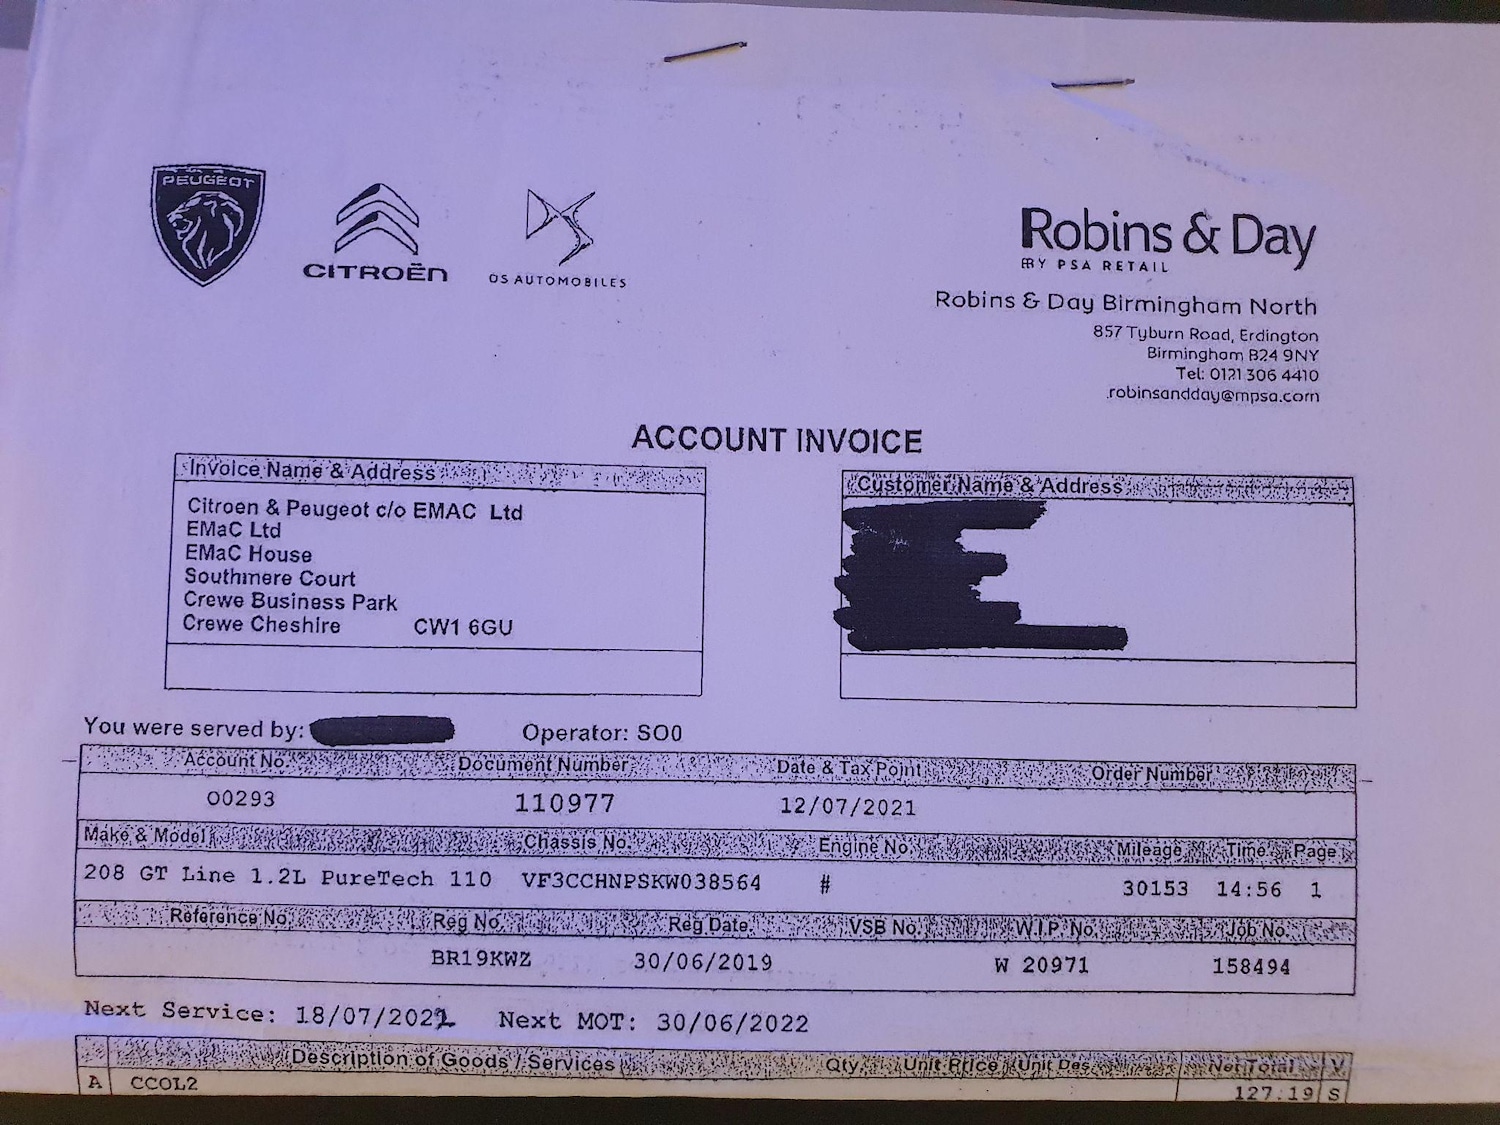 PEUGEOT
CITROËN
DS AUTOMOBILES
Robins & Day
BY PSA RETAIL
Robins & Day Birmingham North
857 Tyburn Road, Erdington
Birmingham B24 9NY
Tel: 0121 306 4410
robinsandday@mpsa.com
ACCOUNT INVOICE
Invoice Name & Address
Citroen & Peugeot c/o EMAC Ltd
EMaC Ltd
EMaC House
Southmere Court
Crewe Business Park
Crewe Cheshire CW1 6GU
Customer Name & Address
You were served by: Operator: SO0
Account No. Document Number Date & Tax Point Order Number
00293 110977 12/07/2021
Make & Model Chassis No. Engine No. Mileage Time Page
208 GT Line 1.2L PureTech 110 VF3CCHNPSKW038564 # 30153 14:56 1
Reference No. Reg No. Reg Date. VSB No. W.I.P No. Job No.
BR19KWZ 30/06/2019 W 20971 158494
Next Service: 18/07/2022 Next MOT: 30/06/2022
Description of Goods / Services Qty. Unit Price Unit Des. Net Total V
A CCOL2 127.19 S